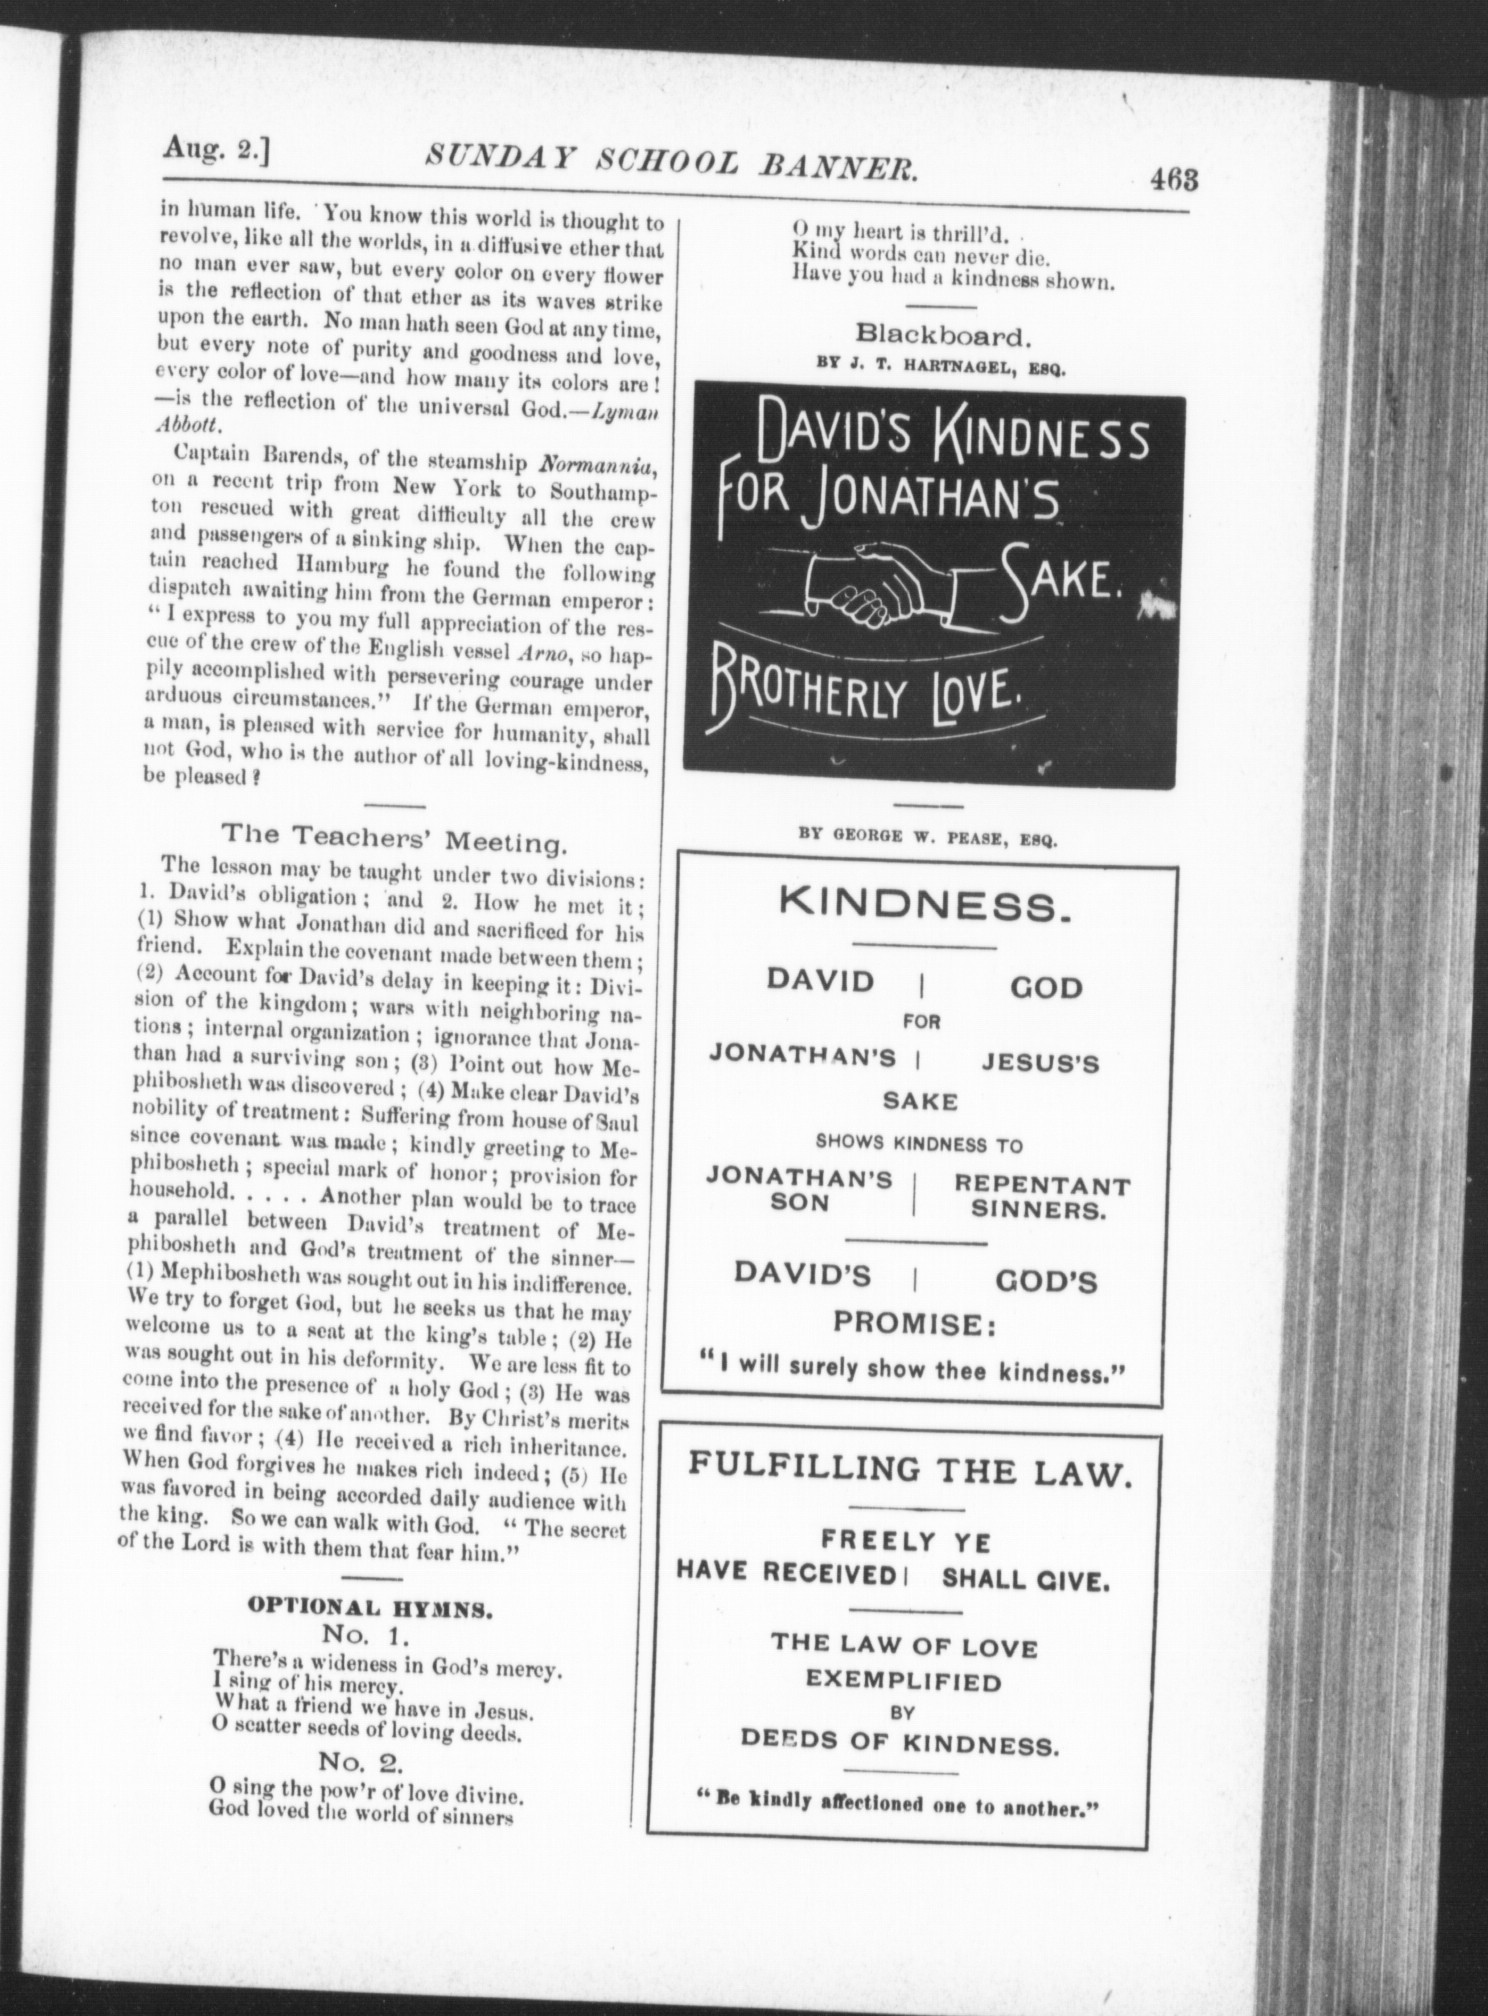 Aug. 2.] SUNDAY SCHOOL BANNER. 463
in human life. You know this world is thought to
revolve, like all the worlds, in a diffusive ether that
no man ever saw, but every color on every flower
is the reflection of that ether as its waves strike
upon the earth. No man hath seen God at any time,
but every note of purity and goodness and love,
every color of love—and how many its colors are!
—is the reflection of the universal God.—Lyman
Abbott.
Captain Barends, of the steamship Normannia,
on a recent trip from New York to Southamp-
ton rescued with great difficulty all the crew
and passengers of a sinking ship. When the cap-
tain reached Hamburg he found the following
dispatch awaiting him from the German emperor:
"I express to you my full appreciation of the res-
cue of the crew of the English vessel Arno, so hap-
pily accomplished with persevering courage under
arduous circumstances." If the German emperor,
a man, is pleased with service for humanity, shall
not God, who is the author of all loving-kindness,
be pleased?
The Teachers' Meeting.
The lesson may be taught under two divisions:
1. David's obligation; and 2. How he met it;
(1) Show what Jonathan did and sacrificed for his
friend. Explain the covenant made between them;
(2) Account for David's delay in keeping it: Divi-
sion of the kingdom; wars with neighboring na-
tions; internal organization; ignorance that Jona-
than had a surviving son; (3) Point out how Me-
phibosheth was discovered; (4) Make clear David's
nobility of treatment: Suffering from house of Saul
since covenant was made; kindly greeting to Me-
phibosheth; special mark of honor; provision for
household. . . . . Another plan would be to trace
a parallel between David's treatment of Me-
phibosheth and God's treatment of the sinner—
(1) Mephibosheth was sought out in his indifference.
We try to forget God, but he seeks us that he may
welcome us to a seat at the king's table; (2) He
was sought out in his deformity. We are less fit to
come into the presence of a holy God; (3) He was
received for the sake of another. By Christ's merits
we find favor; (4) He received a rich inheritance.
When God forgives he makes rich indeed; (5) He
was favored in being accorded daily audience with
the king. So we can walk with God. "The secret
of the Lord is with them that fear him."
OPTIONAL HYMNS.
No. 1.
There's a wideness in God's mercy.
I sing of his mercy.
What a friend we have in Jesus.
O scatter seeds of loving deeds.
No. 2.
O sing the pow'r of love divine.
God loved the world of sinners
O my heart is thrill'd.
Kind words can never die.
Have you had a kindness shown.
Blackboard.
BY J. T. HARTNAGEL, ESQ.
DAVID'S KINDNESS
FOR JONATHAN'S
SAKE.
BROTHERLY LOVE.
BY GEORGE W. PEASE, ESQ.
KINDNESS.
DAVID | GOD
FOR
JONATHAN'S | JESUS'S
SAKE
SHOWS KINDNESS TO
JONATHAN'S | REPENTANT
SON | SINNERS.
DAVID'S | GOD'S
PROMISE:
"I will surely show thee kindness."
FULFILLING THE LAW.
FREELY YE
HAVE RECEIVED | SHALL GIVE.
THE LAW OF LOVE
EXEMPLIFIED
BY
DEEDS OF KINDNESS.
"Be kindly affectioned one to another."